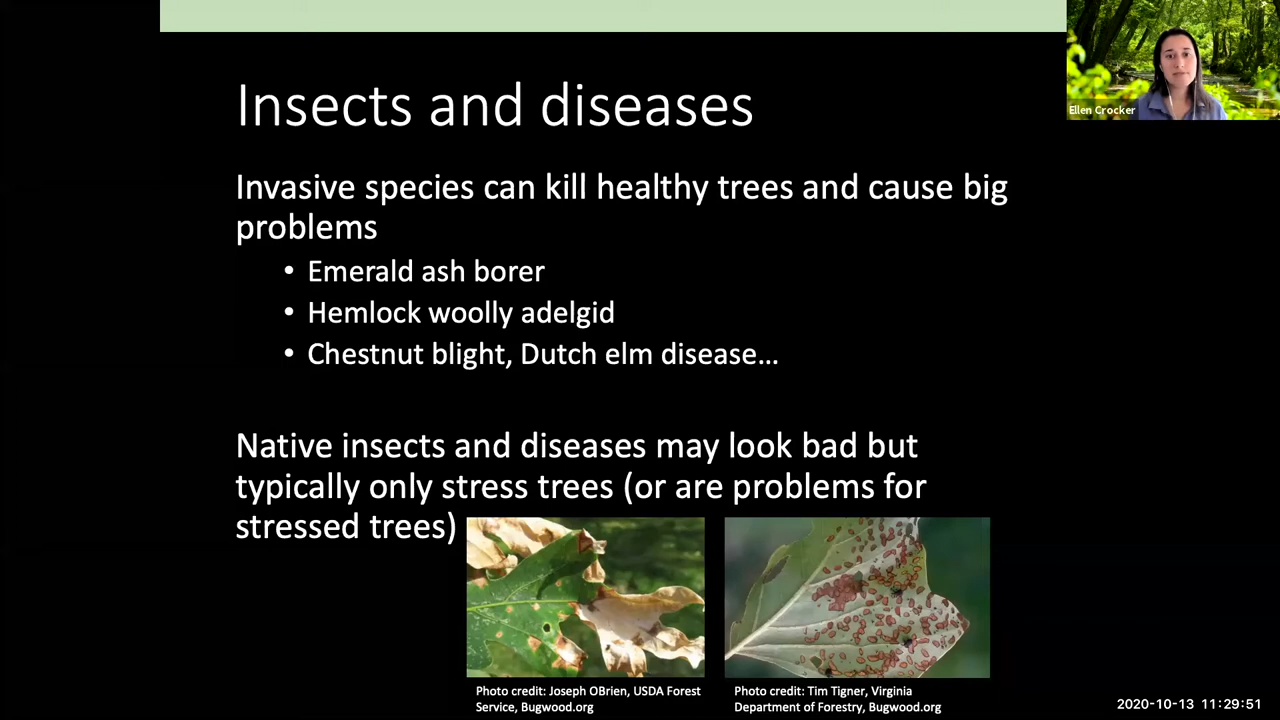 Insects and diseases
Ellen Crocker
Invasive species can kill healthy trees and cause big
problems
• Emerald ash borer
• Hemlock woolly adelgid
• Chestnut blight, Dutch elm disease…
Native insects and diseases may look bad but
typically only stress trees (or are problems for
stressed trees)
Photo credit: Joseph OBrien, USDA Forest
Service, Bugwood.org
Photo credit: Tim Tigner, Virginia
Department of Forestry, Bugwood.org
2020-10-13 11:29:51